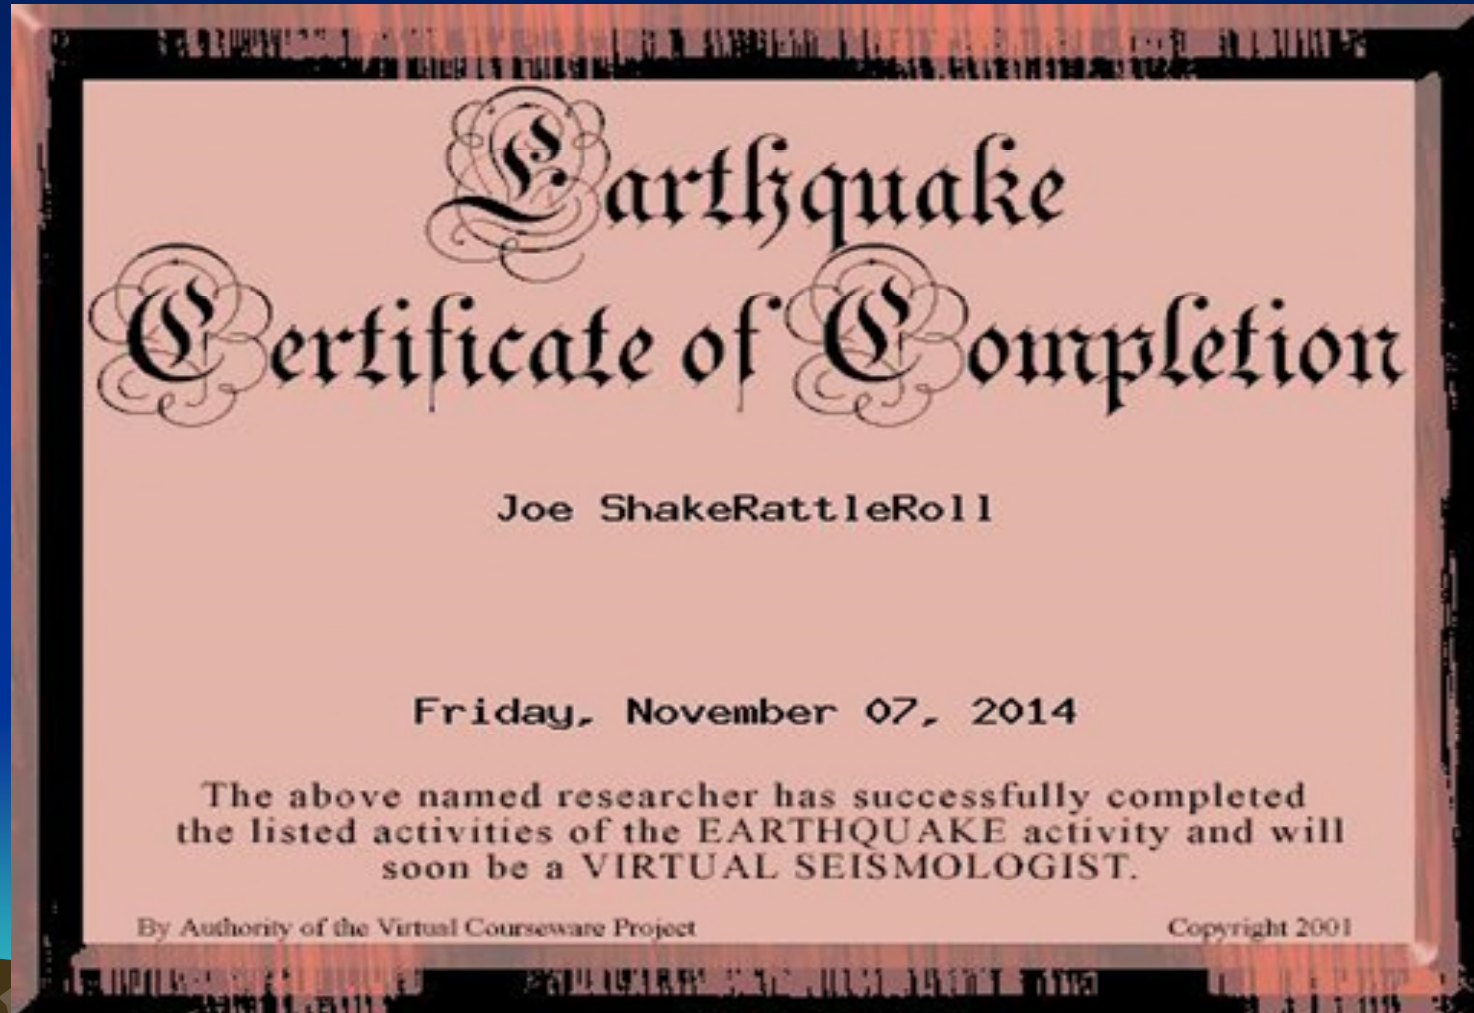 Earthquake
Certificate of Completion
Joe ShakeRattleRoll
Friday, November 07, 2014
The above named researcher has successfully completed
the listed activities of the EARTHQUAKE activity and will
soon be a VIRTUAL SEISMOLOGIST.
By Authority of the Virtual Courseware Project
Copyright 2001